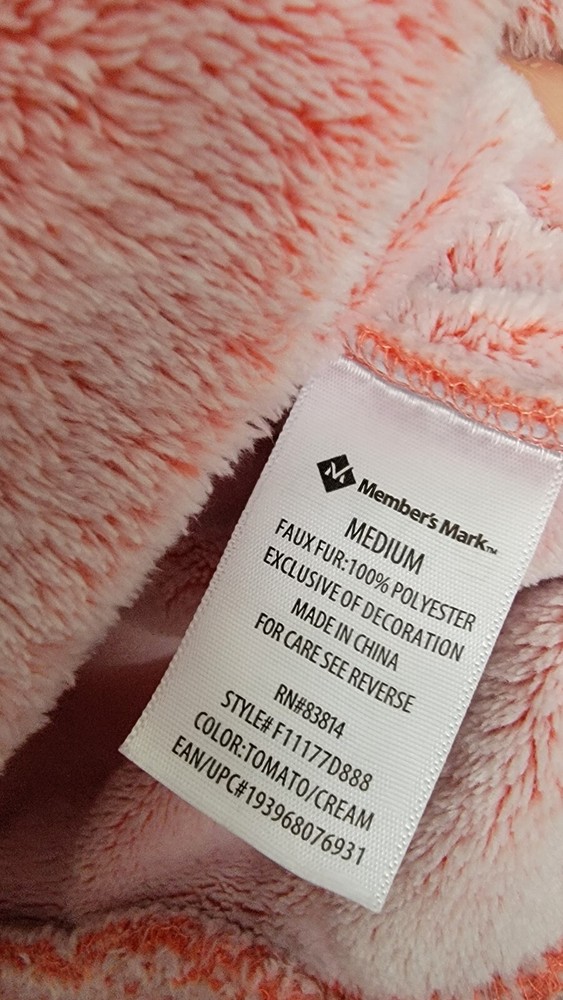 Member's Mark™
MEDIUM
FAUX FUR:100% POLYESTER
EXCLUSIVE OF DECORATION
MADE IN CHINA
FOR CARE SEE REVERSE
RN#83814
STYLE# F11177D888
COLOR:TOMATO/CREAM
EAN/UPC#193968076931